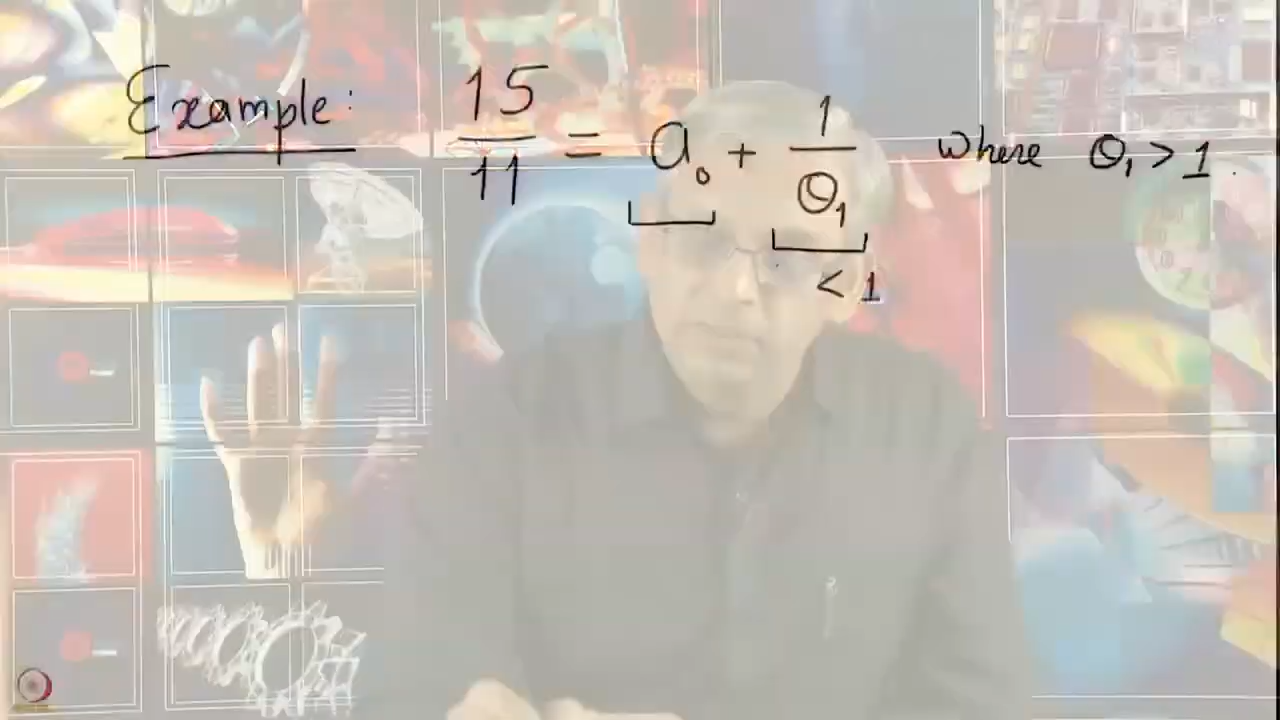 Example: 15/11 = a₀ + 1/θ₁ where θ₁ > 1.
< 1